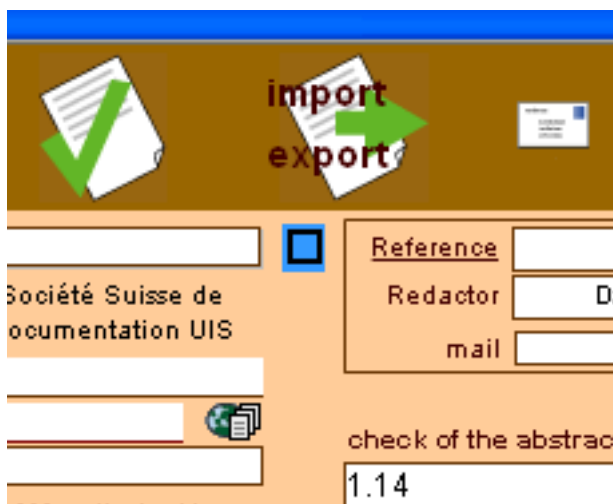 import
export
Reference
Société Suisse de
Redactor
D
ocumentation UIS
mail
check of the abstrac
1.14